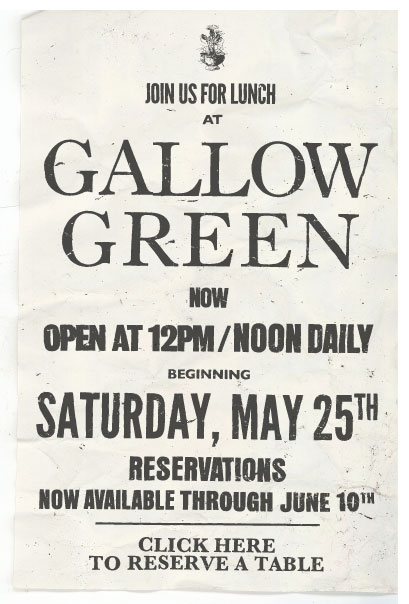 JOIN US FOR LUNCH
AT
GALLOW
GREEN
NOW
OPEN AT 12PM/NOON DAILY
BEGINNING
SATURDAY, MAY 25TH
RESERVATIONS
NOW AVAILABLE THROUGH JUNE 10TH
CLICK HERE
TO RESERVE A TABLE